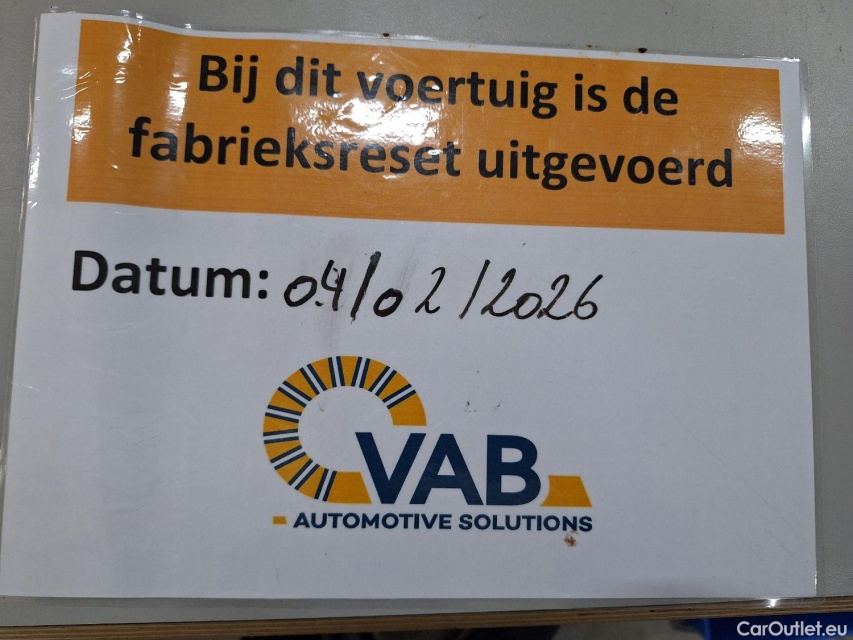 Bij dit voertuig is de
fabrieksreset uitgevoerd
Datum: 04/02/2026
VAB
AUTOMOTIVE SOLUTIONS
CarOutlet.eu